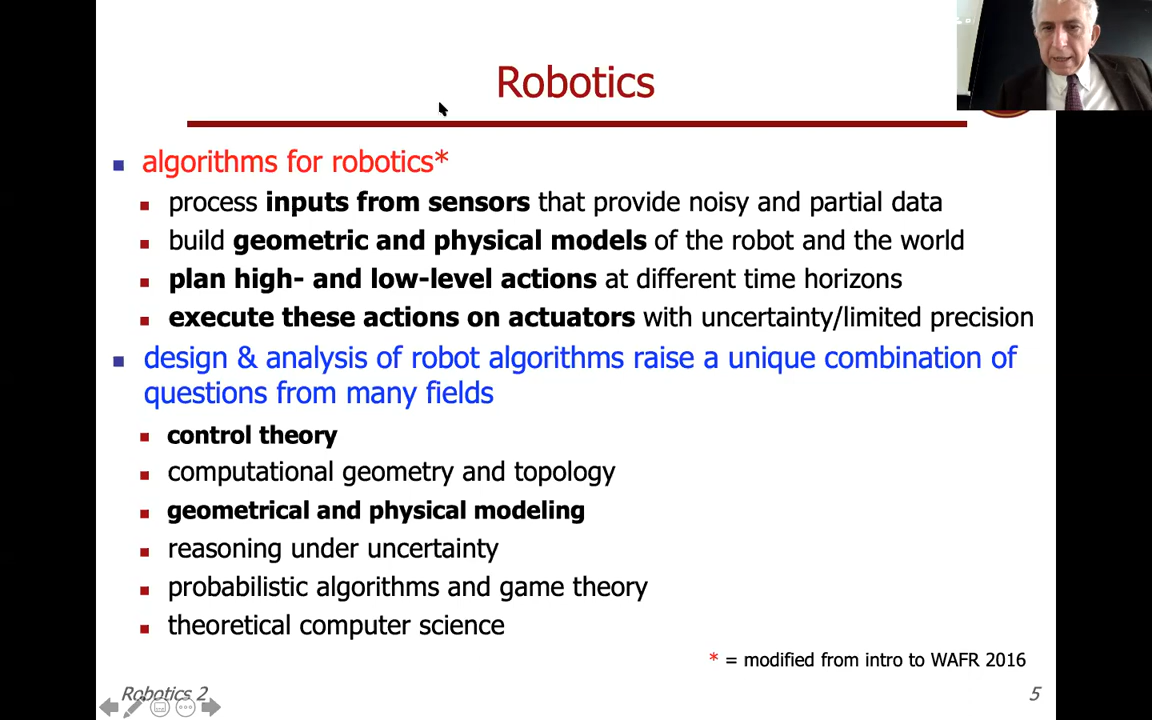 Robotics
algorithms for robotics*
process inputs from sensors that provide noisy and partial data
build geometric and physical models of the robot and the world
plan high- and low-level actions at different time horizons
execute these actions on actuators with uncertainty/limited precision
design & analysis of robot algorithms raise a unique combination of
questions from many fields
control theory
computational geometry and topology
geometrical and physical modeling
reasoning under uncertainty
probabilistic algorithms and game theory
theoretical computer science
* = modified from intro to WAFR 2016
Robotics 2
5